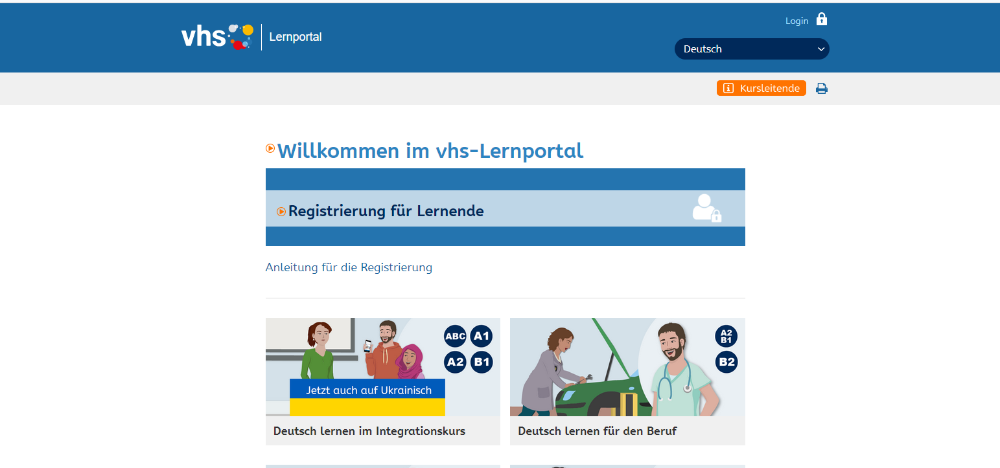 Login
vhs
Lernportal
Deutsch
Kursleitende
Willkommen im vhs-Lernportal
Registrierung für Lernende
Anleitung für die Registrierung
ABC A1
A2 B1
Jetzt auch auf Ukrainisch
Deutsch lernen im Integrationskurs
A2
B1
B2
Deutsch lernen für den Beruf